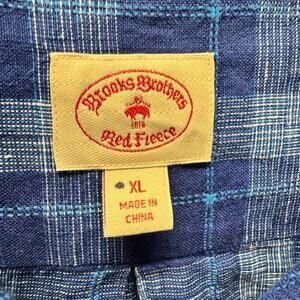 Brooks Brothers
1818
Red Fleece
XL
MADE IN
CHINA